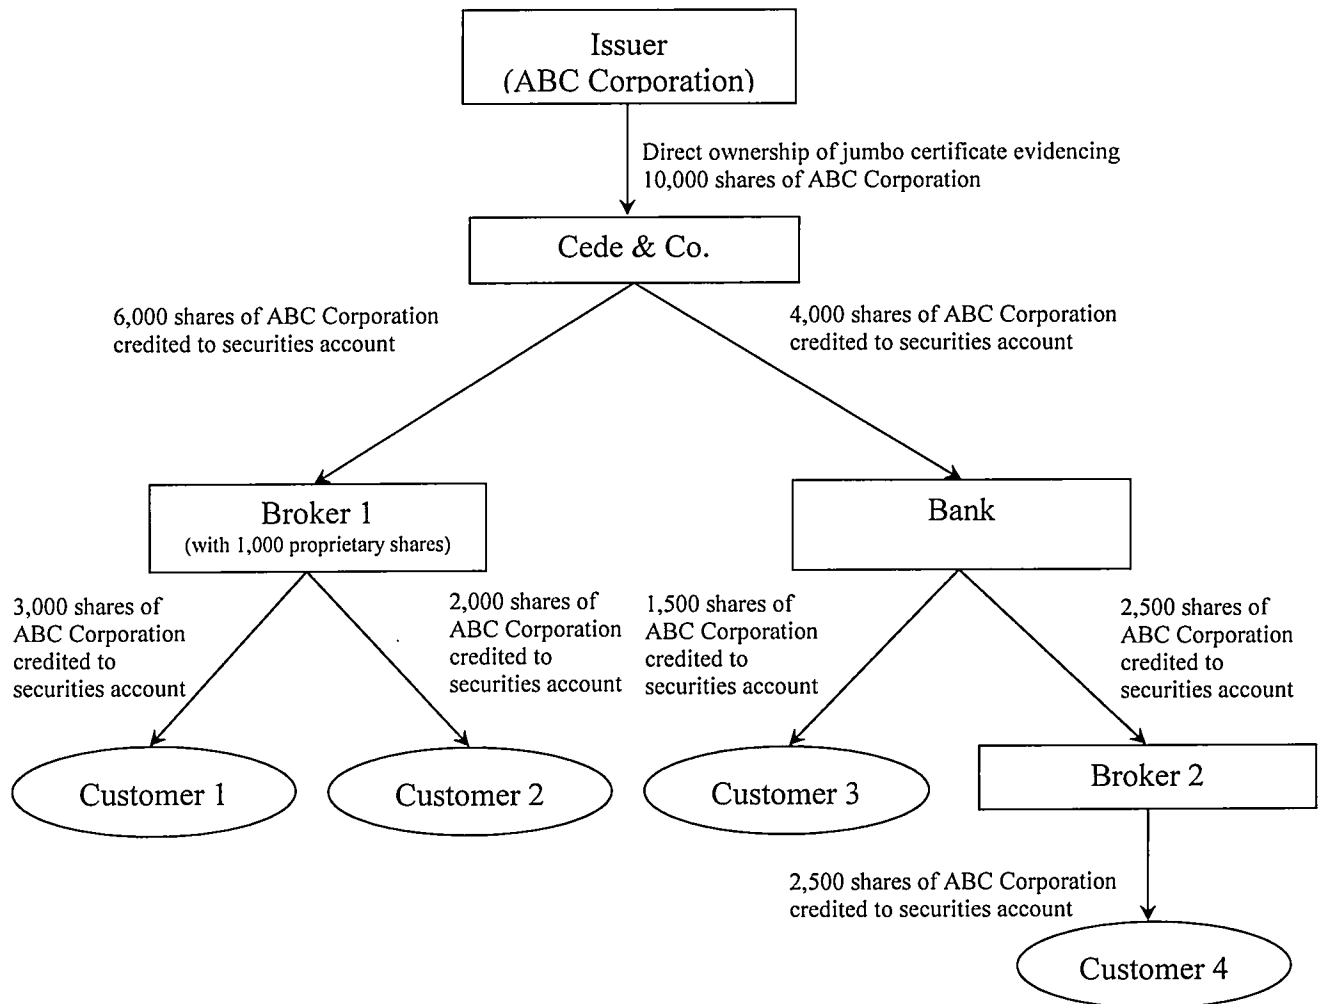 Issuer
(ABC Corporation)
Direct ownership of jumbo certificate evidencing
10,000 shares of ABC Corporation
Cede & Co.
6,000 shares of ABC Corporation
credited to securities account
4,000 shares of ABC Corporation
credited to securities account
Broker 1
(with 1,000 proprietary shares)
Bank
3,000 shares of
ABC Corporation
credited to
securities account
2,000 shares of
ABC Corporation
credited to
securities account
1,500 shares of
ABC Corporation
credited to
securities account
2,500 shares of
ABC Corporation
credited to
securities account
Customer 1
Customer 2
Customer 3
Broker 2
2,500 shares of ABC Corporation
credited to securities account
Customer 4